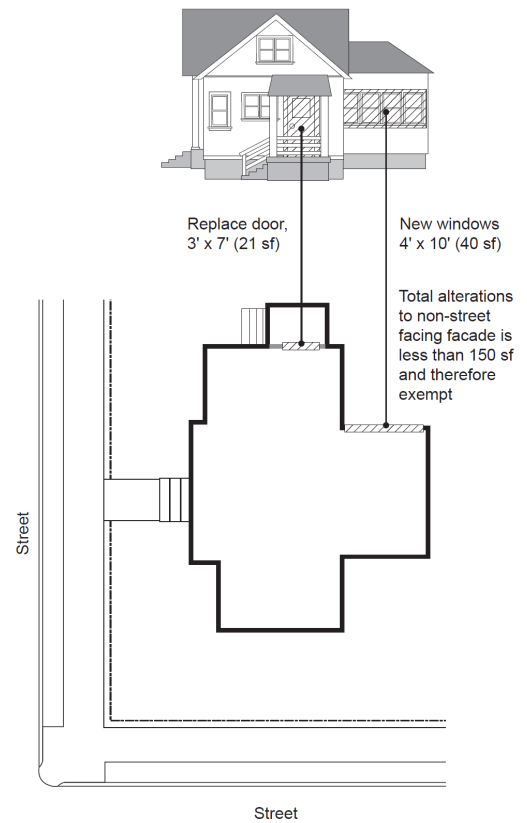 Replace door,
3' x 7' (21 sf)
New windows
4' x 10' (40 sf)
Total alterations
to non-street
facing facade is
less than 150 sf
and therefore
exempt
Street
Street